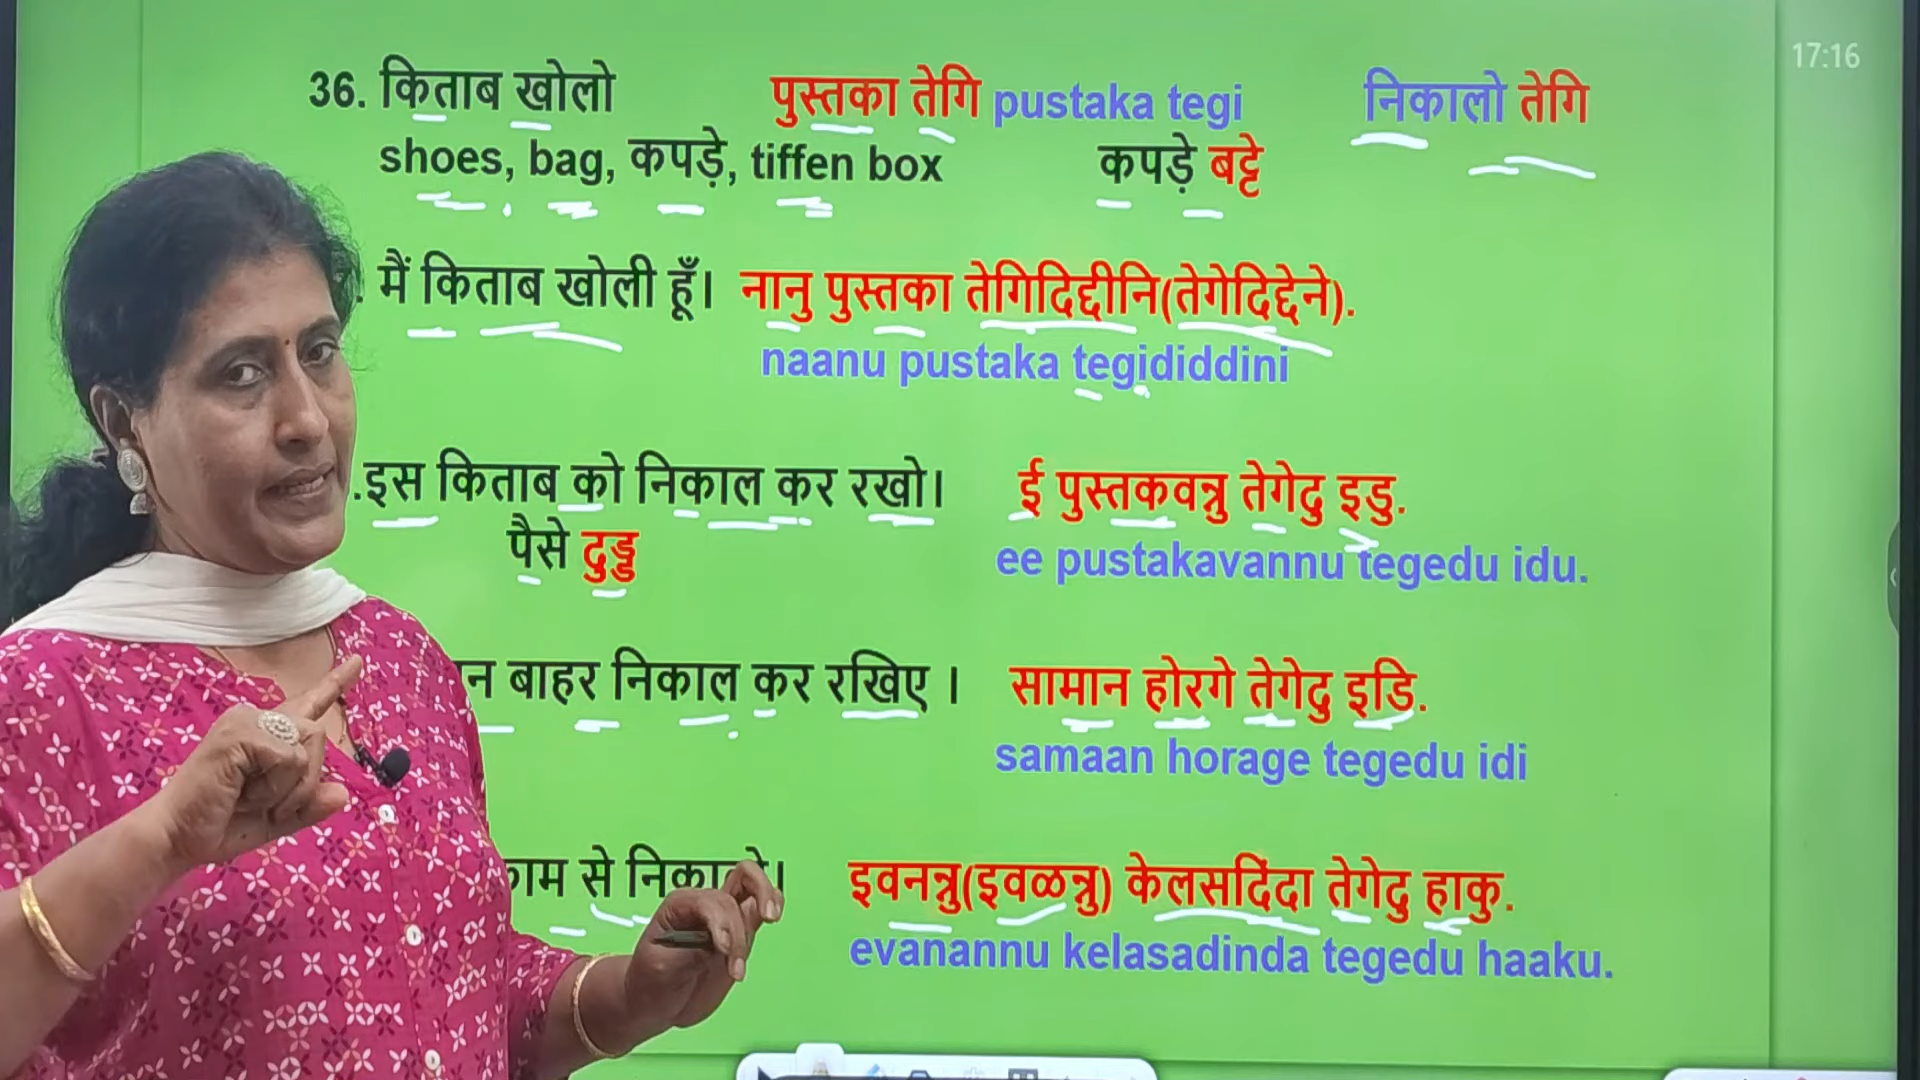 17:16
36. किताब खोलो पुस्तका तेगि pustaka tegi निकालो तेगि
shoes, bag, कपड़े, tiffen box कपड़े बट्टे
. मैं किताब खोली हूँ। नानु पुस्तका तेगिदिद्दीनि(तेगेदिद्देने).
naanu pustaka tegididdini
.इस किताब को निकाल कर रखो। ई पुस्तकवन्नु तेगेदु इडु.
पैसे दुड्ड ee pustakavannu tegedu idu.
न बाहर निकाल कर रखिए । सामान होरगे तेगेदु इडि.
samaan horage tegedu idi
से इवनन्नु(इवळन्नु) केलसदिंदा तेगेदु हाकु.
evanannu kelasadinda tegedu haaku.